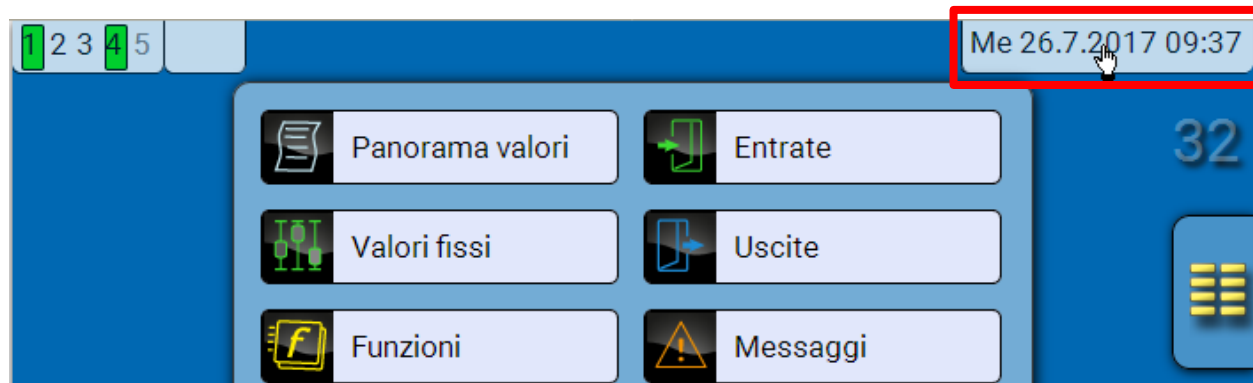 1 2 3 4 5
Me 26.7.2017 09:37
Panorama valori
Entrate
32
Valori fissi
Uscite
Funzioni
Messaggi